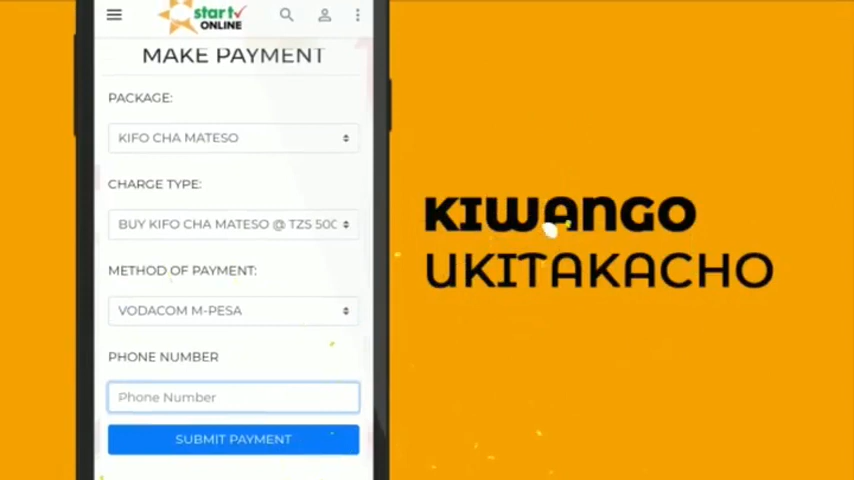 star tv
ONLINE
MAKE PAYMENT
PACKAGE:
KIFO CHA MATESO
CHARGE TYPE:
BUY KIFO CHA MATESO @ TZS 500
METHOD OF PAYMENT:
VODACOM M-PESA
PHONE NUMBER
Phone Number
SUBMIT PAYMENT
KIWANGO
UKITAKACHO